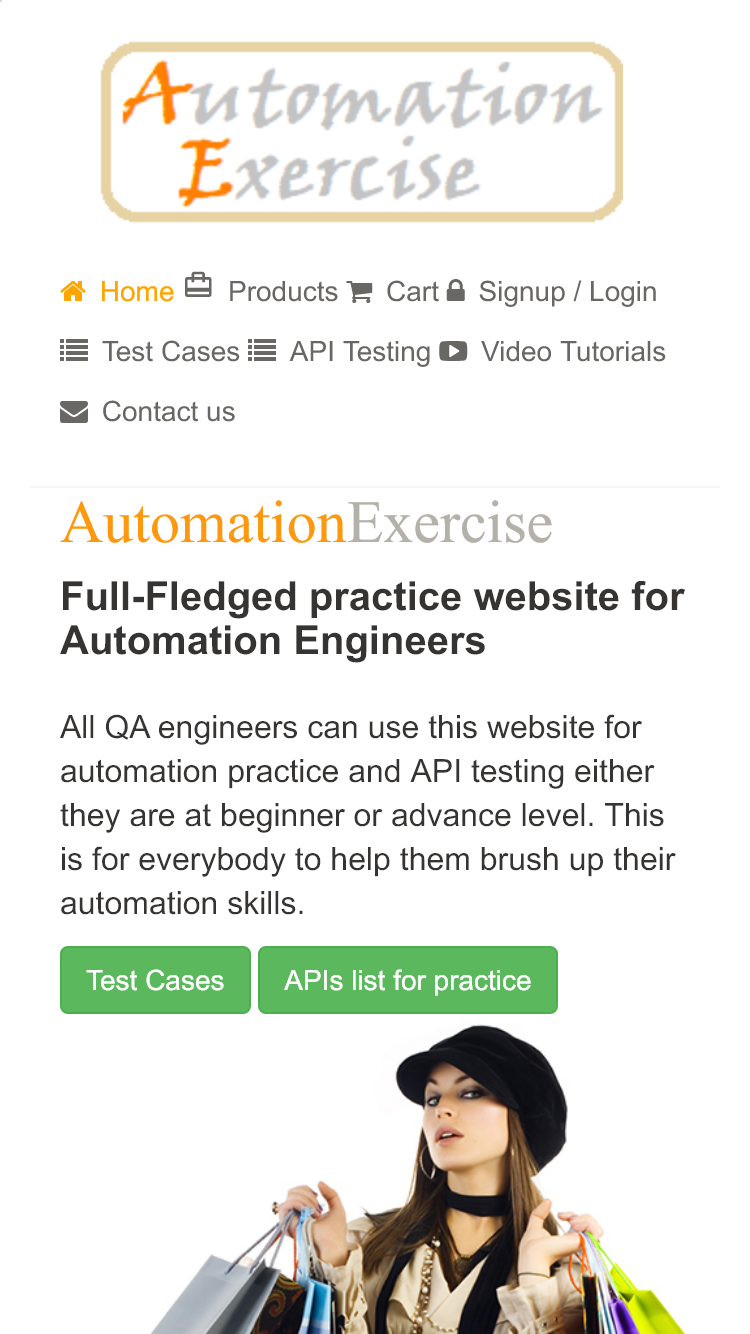 Automation
Exercise
Home Products Cart Signup / Login
Test Cases API Testing Video Tutorials
Contact us
AutomationExercise
Full-Fledged practice website for
Automation Engineers
All QA engineers can use this website for
automation practice and API testing either
they are at beginner or advance level. This
is for everybody to help them brush up their
automation skills.
Test Cases APIs list for practice